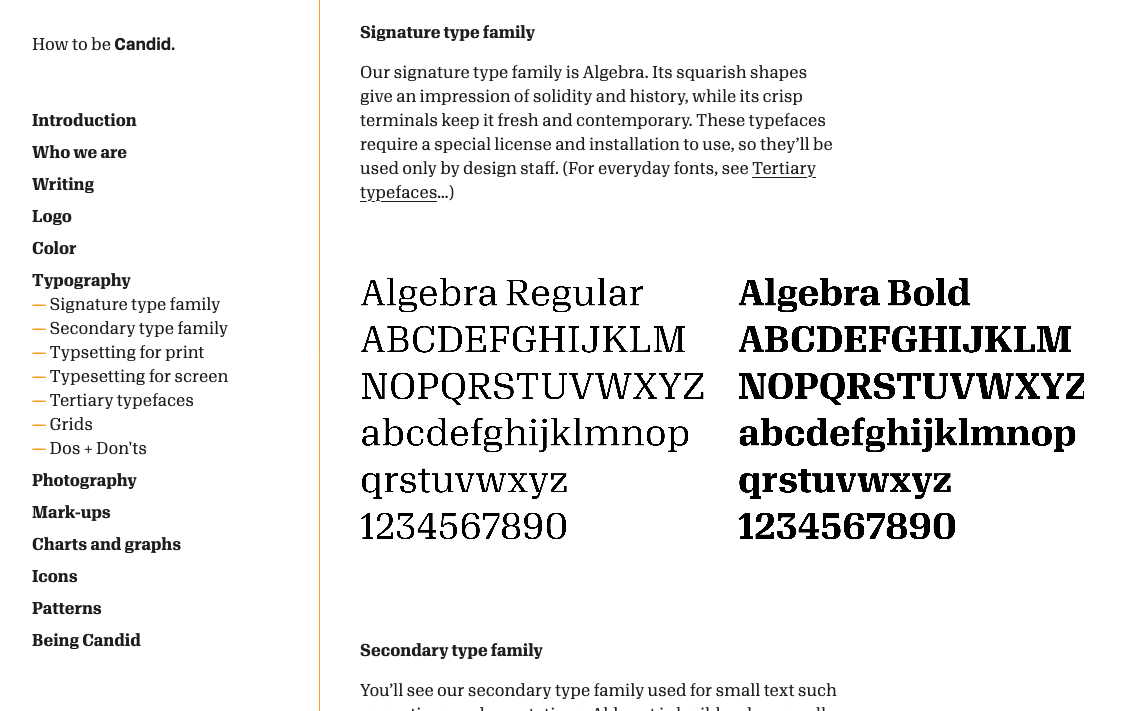 How to be Candid.
Introduction
Who we are
Writing
Logo
Color
Typography
— Signature type family
— Secondary type family
— Typsetting for print
— Typesetting for screen
— Tertiary typefaces
— Grids
— Dos + Don'ts
Photography
Mark-ups
Charts and graphs
Icons
Patterns
Being Candid
Signature type family
Our signature type family is Algebra. Its squarish shapes
give an impression of solidity and history, while its crisp
terminals keep it fresh and contemporary. These typefaces
require a special license and installation to use, so they’ll be
used only by design staff. (For everyday fonts, see Tertiary
typefaces…)
Algebra Regular
ABCDEFGHIJKLM
NOPQRSTUVWXYZ
abcdefghijklmnop
qrstuvwxyz
1234567890
Algebra Bold
ABCDEFGHIJKLM
NOPQRSTUVWXYZ
abcdefghijklmnop
qrstuvwxyz
1234567890
Secondary type family
You’ll see our secondary type family used for small text such